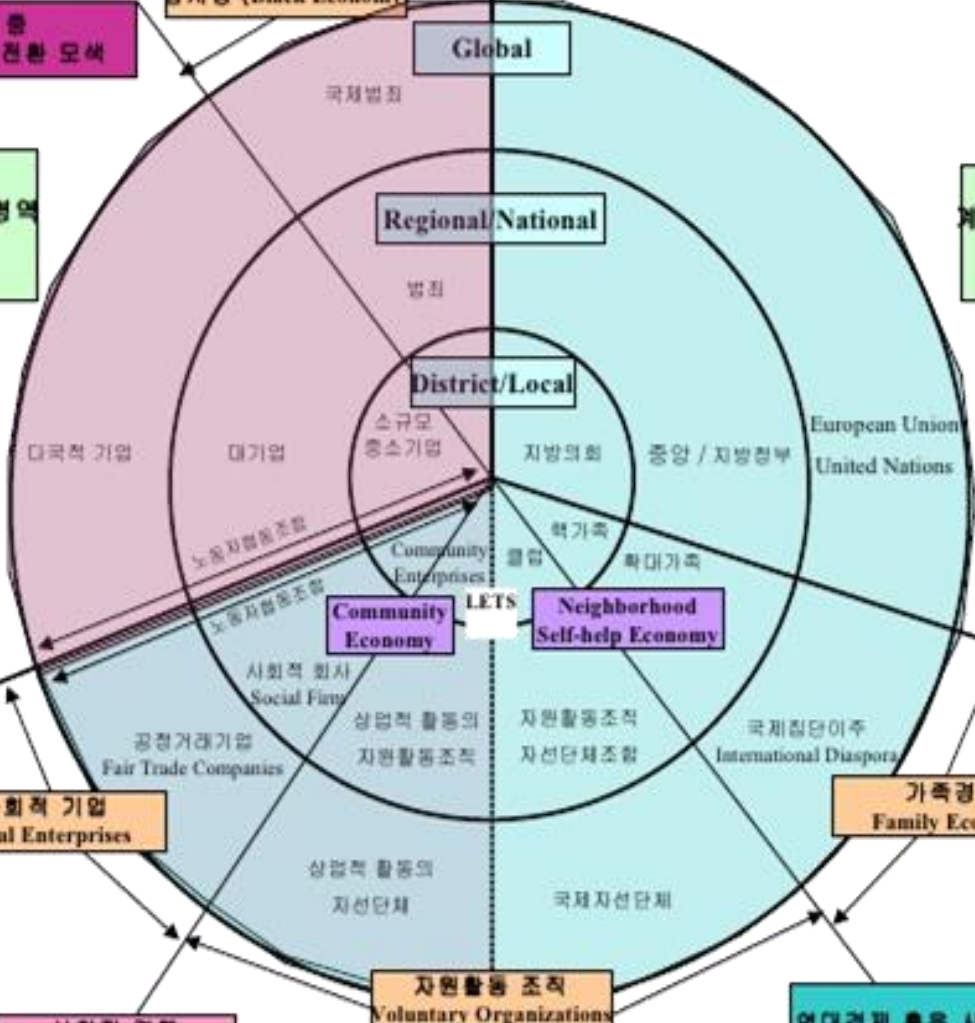 (Black Economy)
중
전환 모색
Global
국제범죄
영역
Regional/National
범죄
District/Local
소규모
중소기업
다국적 기업
대기업
지방의회
중앙 / 지방정부
European Union
United Nations
노동자협동조합
노동자협동조합
Community
Enterprises
클럽
핵가족
확대가족
LETS
Community
Economy
Neighborhood
Self-help Economy
사회적 회사
Social Firm
상업적 활동의
자원활동조직
자원활동조직
자선단체조합
공정거래기업
Fair Trade Companies
국제집단이주
International Diaspora
회적 기업
al Enterprises
가족경
Family Eco
상업적 활동의
자선단체
국제자선단체
자원활동 조직
Voluntary Organizations